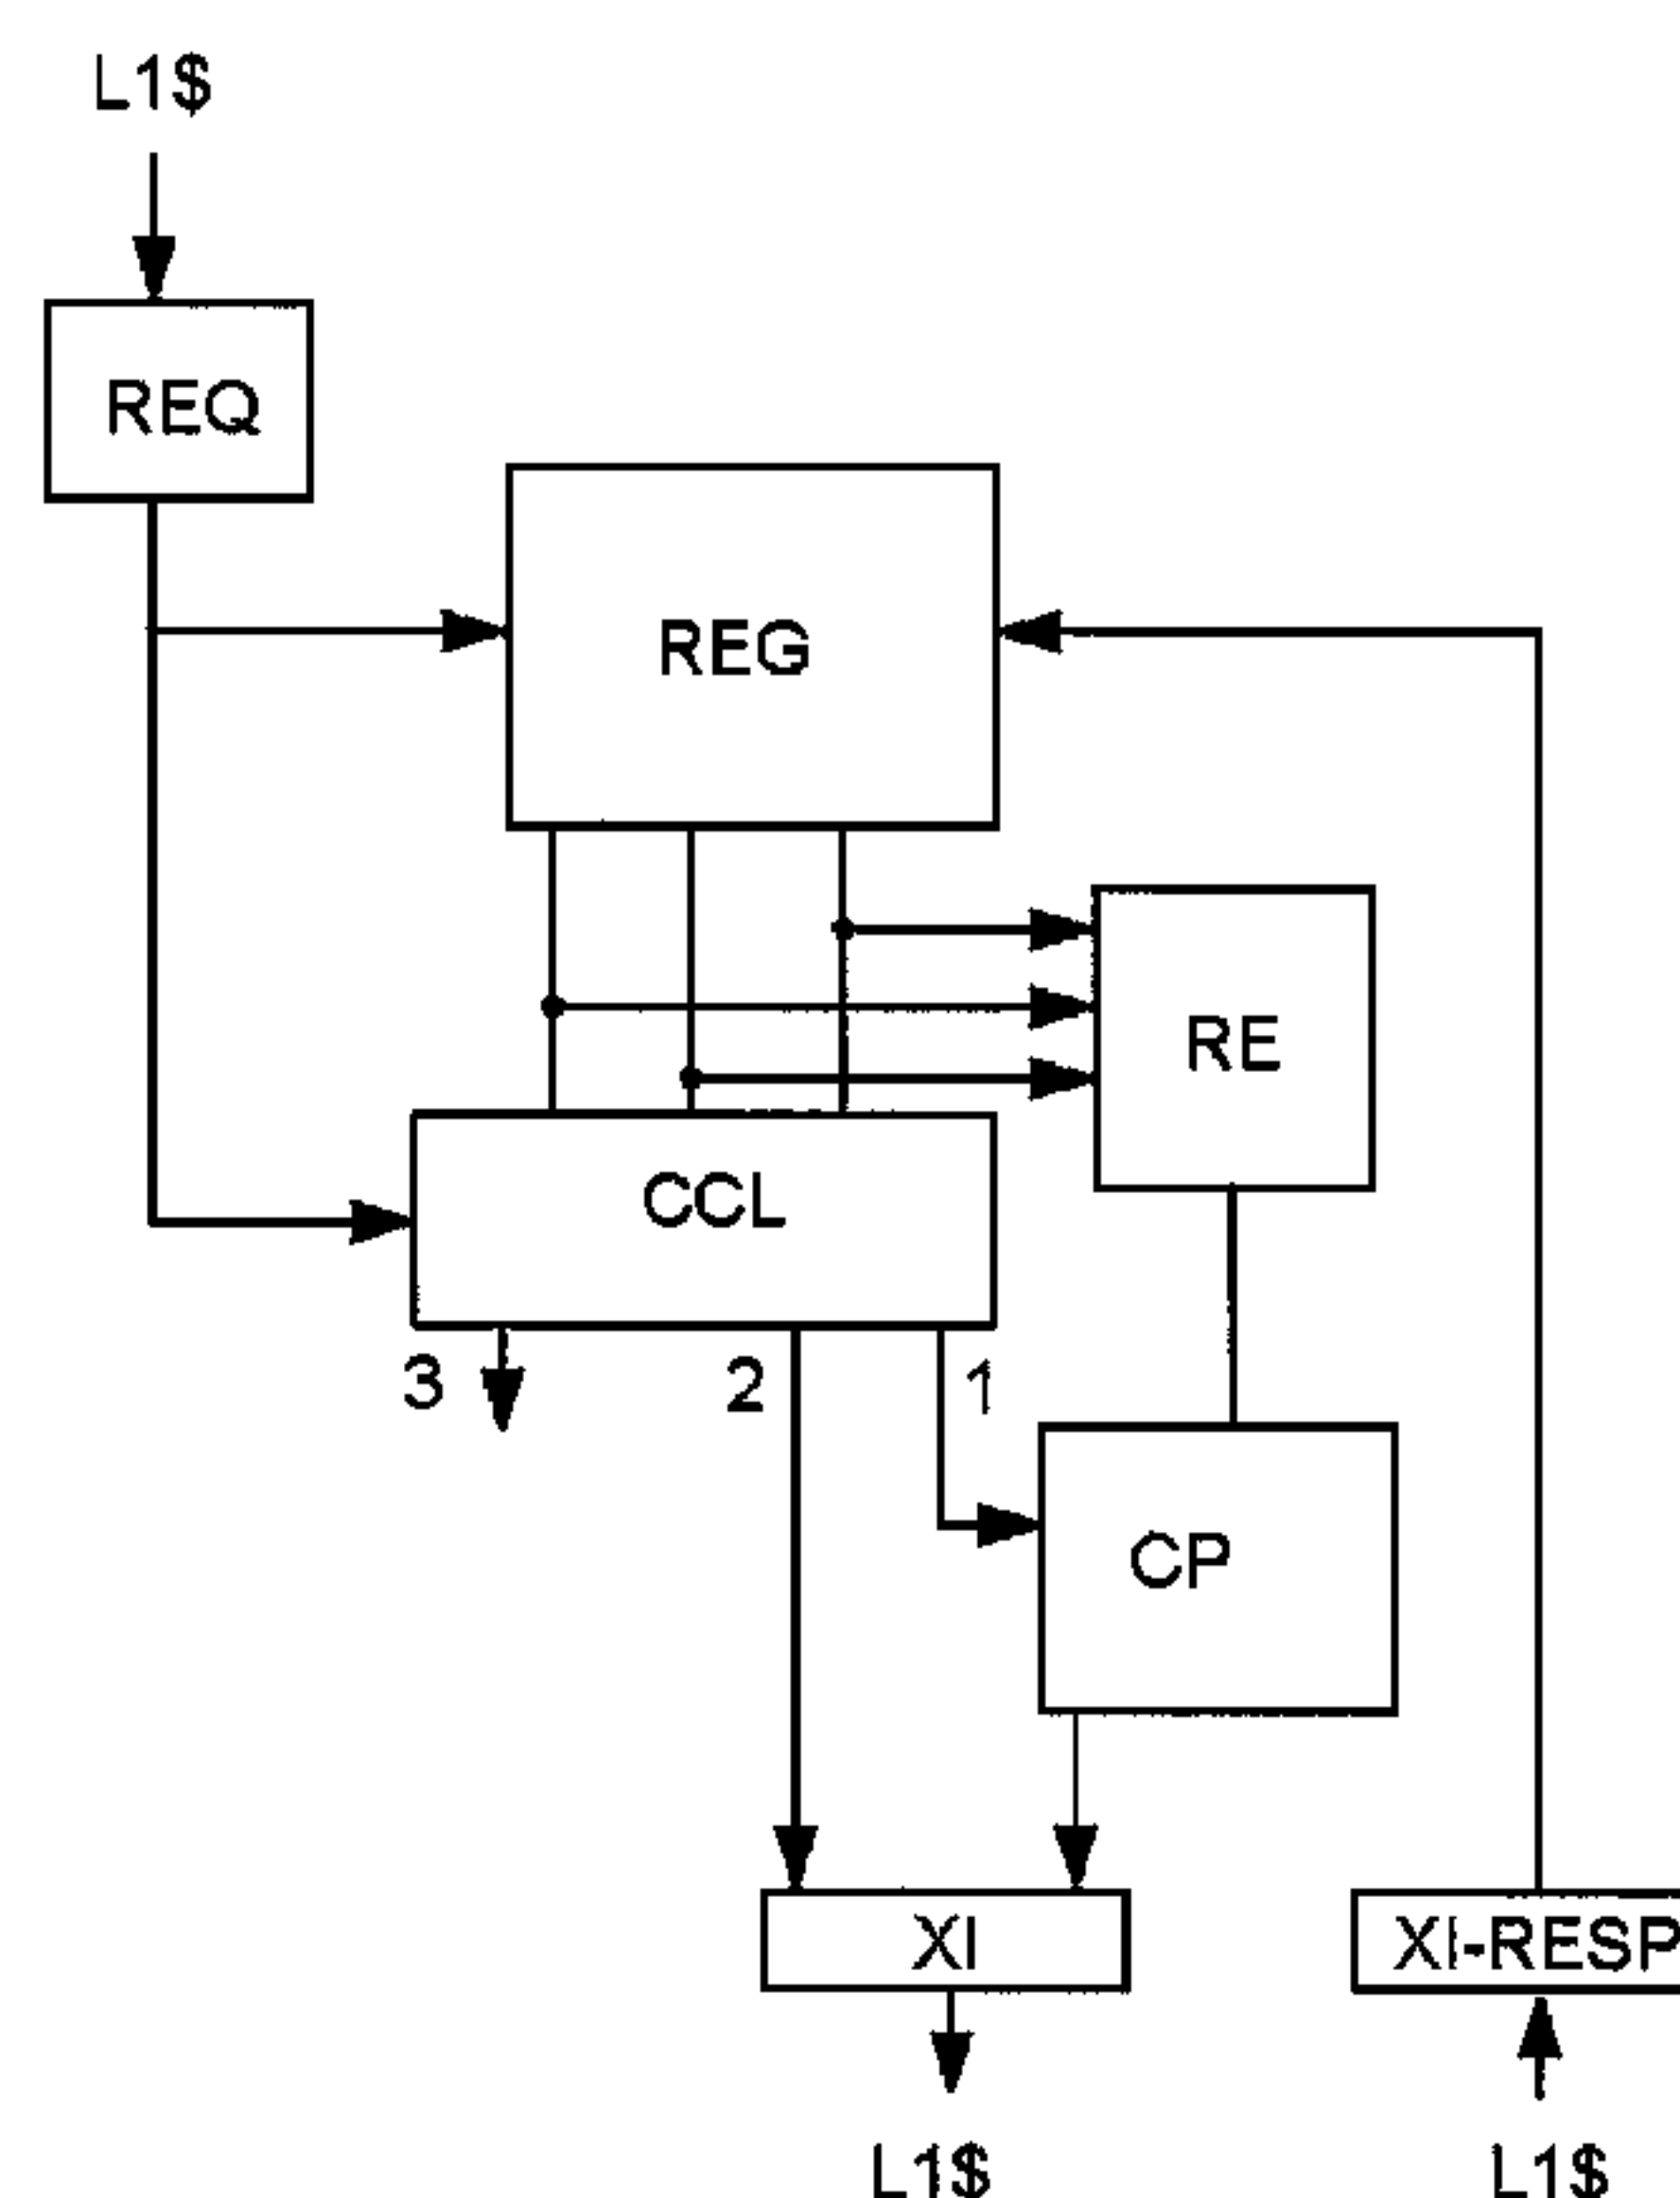 L1$
REQ
REG
RE
CCL
3
2
1
CP
XI
XI-RESP
L1$
L1$